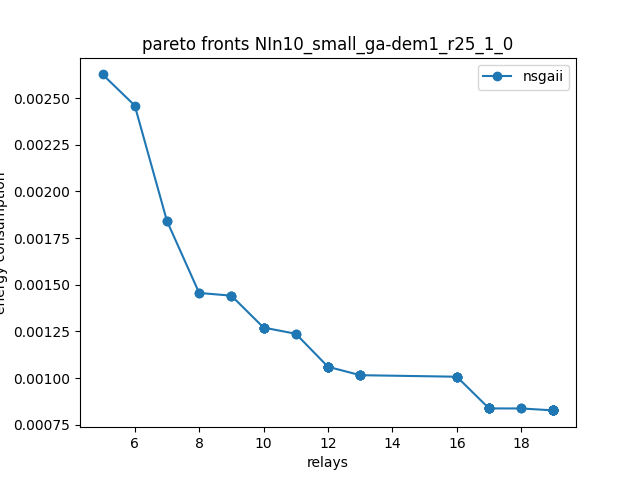 pareto fronts NIn10_small_ga-dem1_r25_1_0
nsgaii
energy consumption
0.00250
0.00225
0.00200
0.00175
0.00150
0.00125
0.00100
0.00075
6 8 10 12 14 16 18
relays